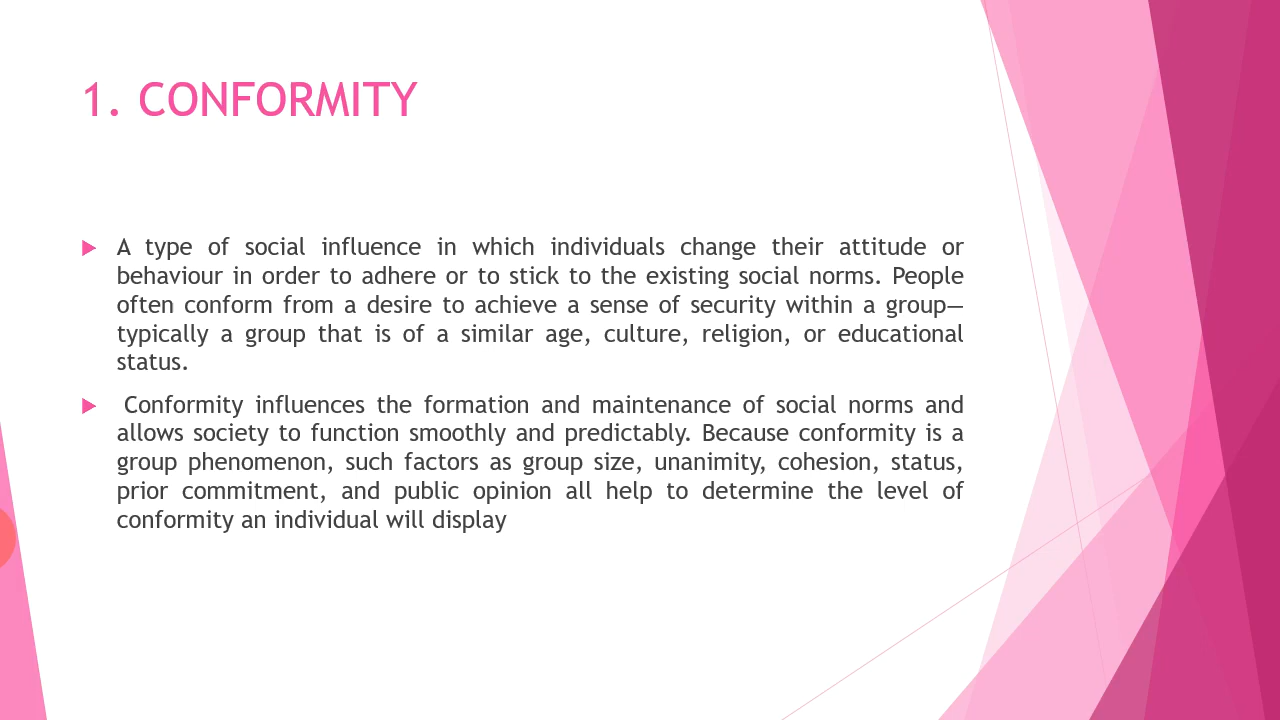 1. CONFORMITY
A type of social influence in which individuals change their attitude or
behaviour in order to adhere or to stick to the existing social norms. People
often conform from a desire to achieve a sense of security within a group—
typically a group that is of a similar age, culture, religion, or educational
status.
Conformity influences the formation and maintenance of social norms and
allows society to function smoothly and predictably. Because conformity is a
group phenomenon, such factors as group size, unanimity, cohesion, status,
prior commitment, and public opinion all help to determine the level of
conformity an individual will display